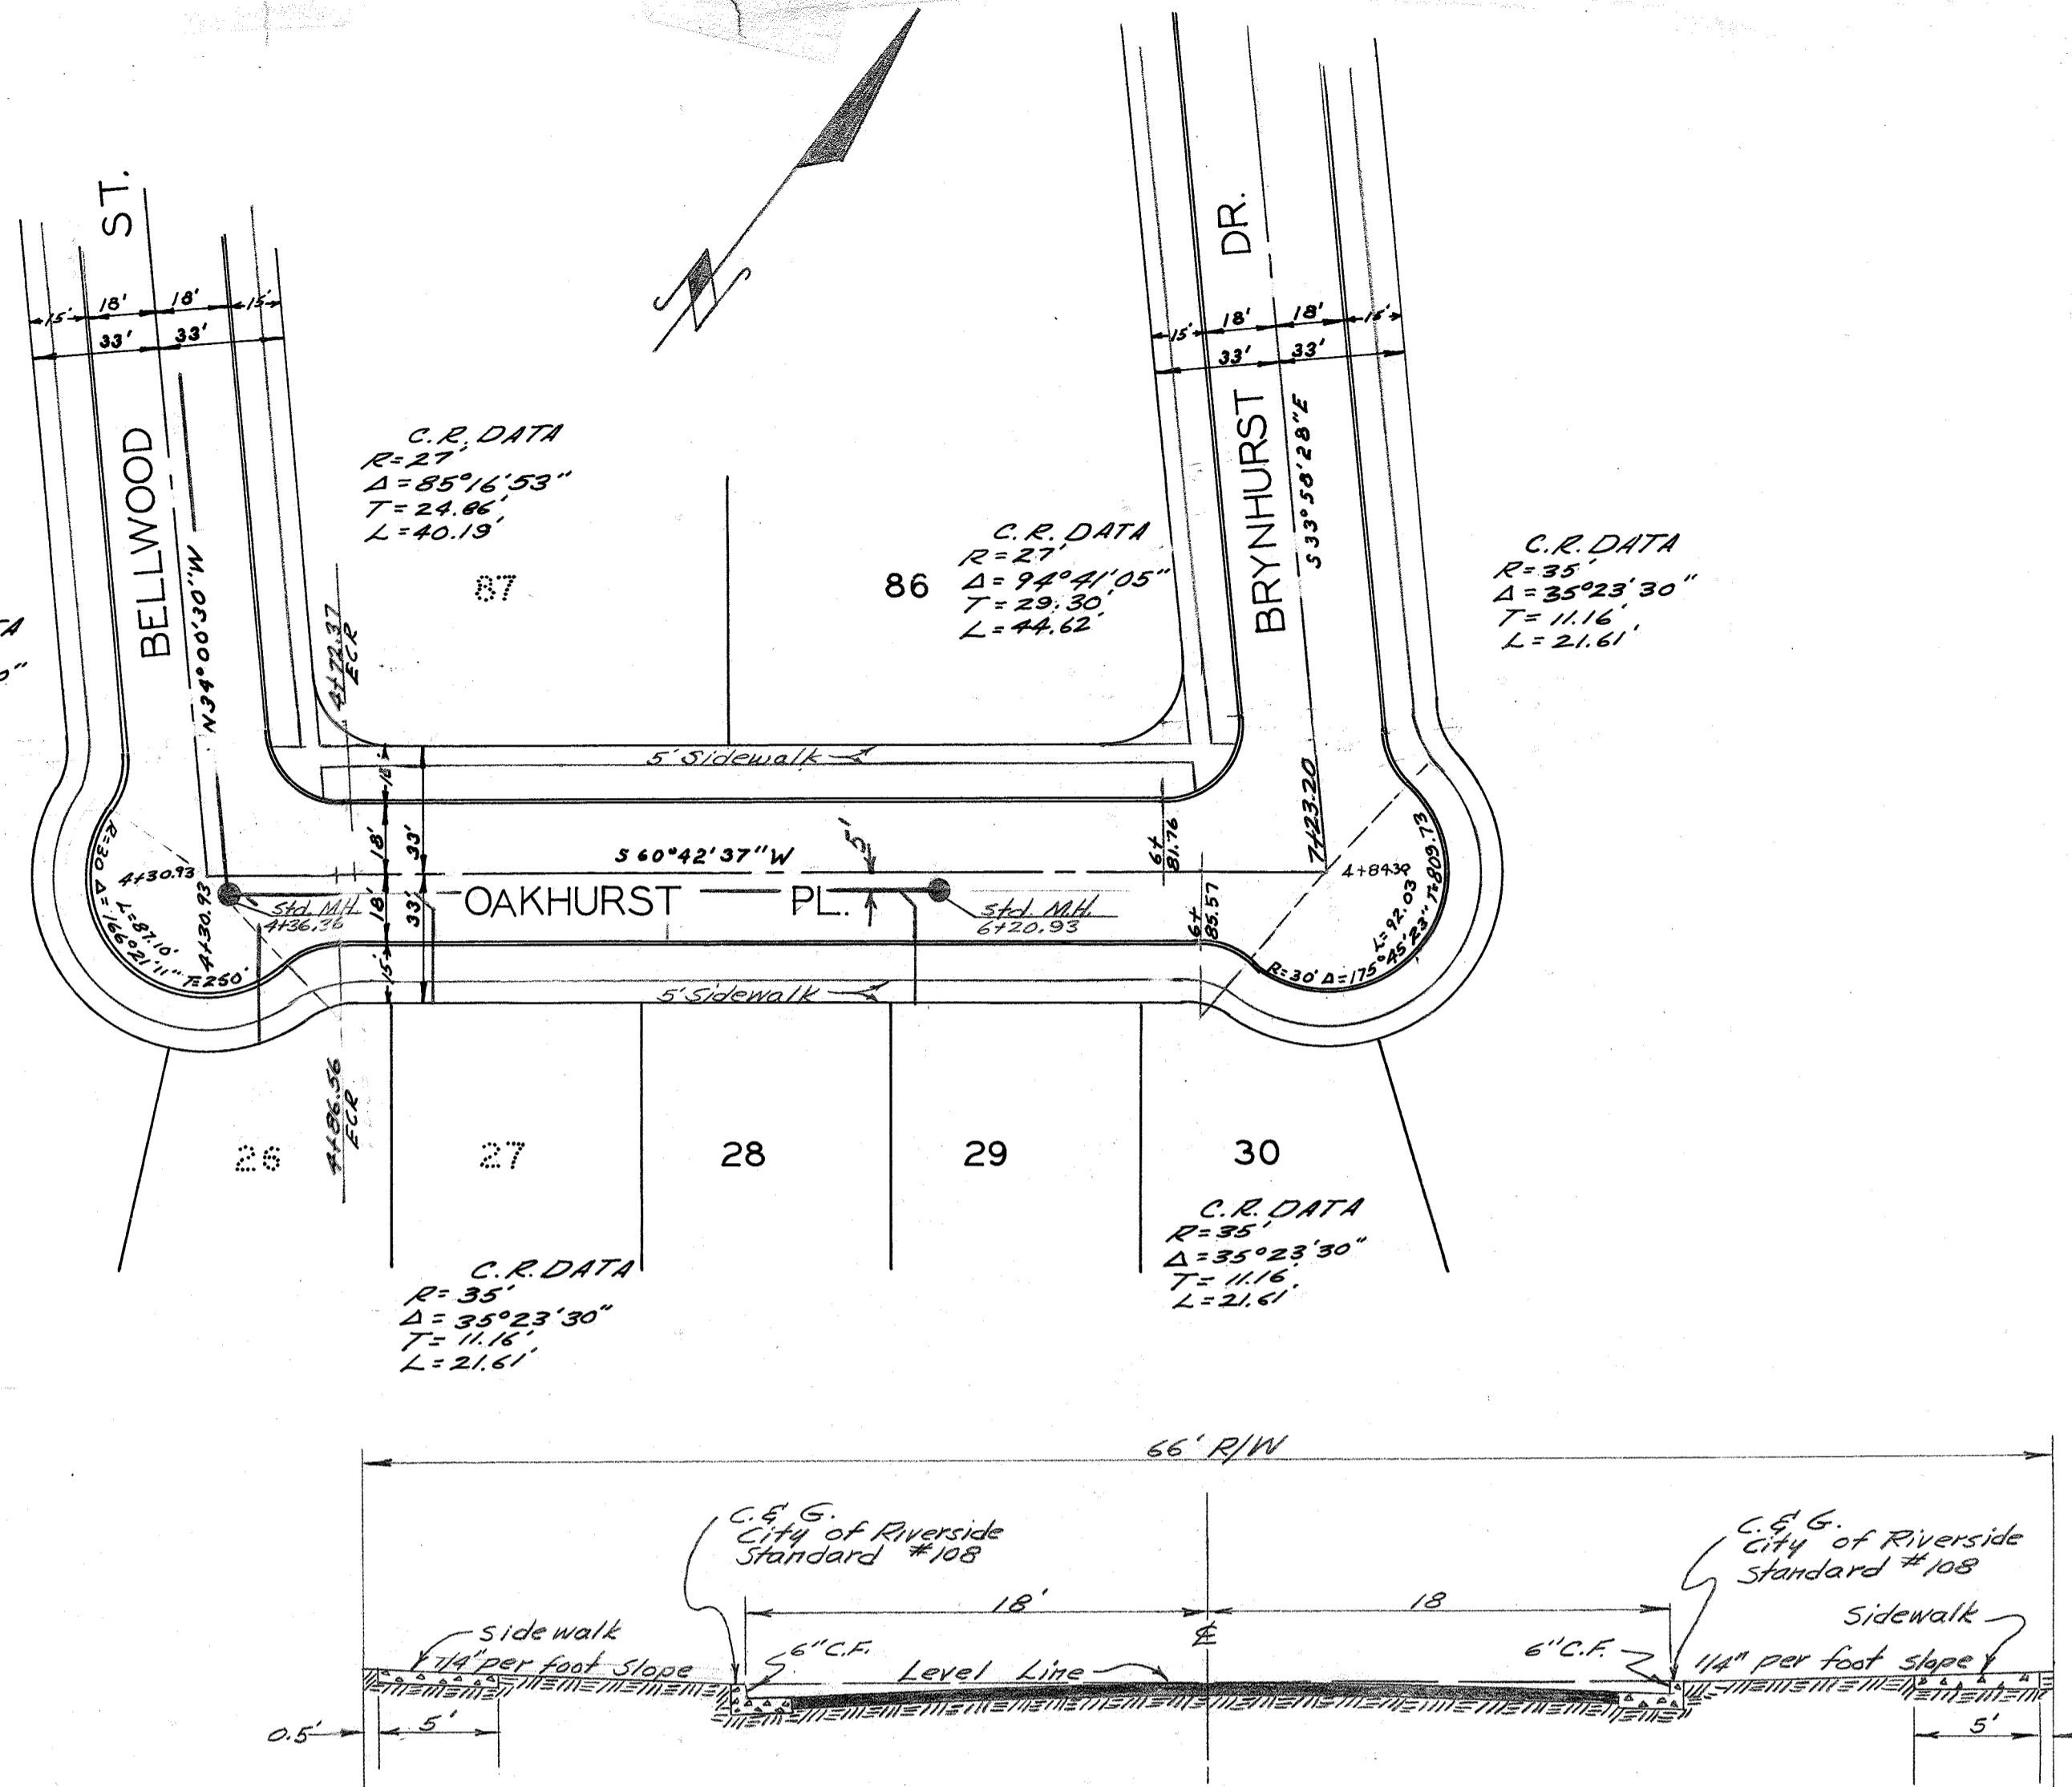 BELLWOOD ST.
15' 18' 18' 15'
33' 33'
N34°00'30"W
C.R. DATA
R=27'
Δ=85°16'53"
T=24.86'
L=40.19'
87
4+72.37
ECR
86
C.R. DATA
R=27'
Δ=94°41'05"
T=29.30'
L=44.62'
BRYNHURST DR.
15' 18' 18' 15'
33' 33'
S33°58'28"E
C.R. DATA
R=35'
Δ=35°23'30"
T=11.16'
L=21.61'
5' Sidewalk
15'
18' 33'
18' 33'
15'
S60°42'37"W
5'
6+
81.76
7+23.20
4+30.93
4+30.93
R=30 Δ=166°21'11" T=250'
L=87.10'
Std. M.H.
4+36.36
OAKHURST PL.
Std. M.H.
6+20.93
6+
85.57
R=30' Δ=175°45'23" T=809.73
L=92.03
5' Sidewalk
4+86.56
ECR
26
27
28
29
30
C.R. DATA
R=35'
Δ=35°23'30"
T=11.16'
L=21.61'
C.R. DATA
R=35'
Δ=35°23'30"
T=11.16'
L=21.61'
66' R/W
C. & G.
City of Riverside
Standard #108
C. & G.
City of Riverside
Standard #108
18' 18
℄
Sidewalk
1/4" per foot slope
6" C.F.
Level Line
6" C.F.
Sidewalk
1/4" per foot slope
0.5' 5'
5'